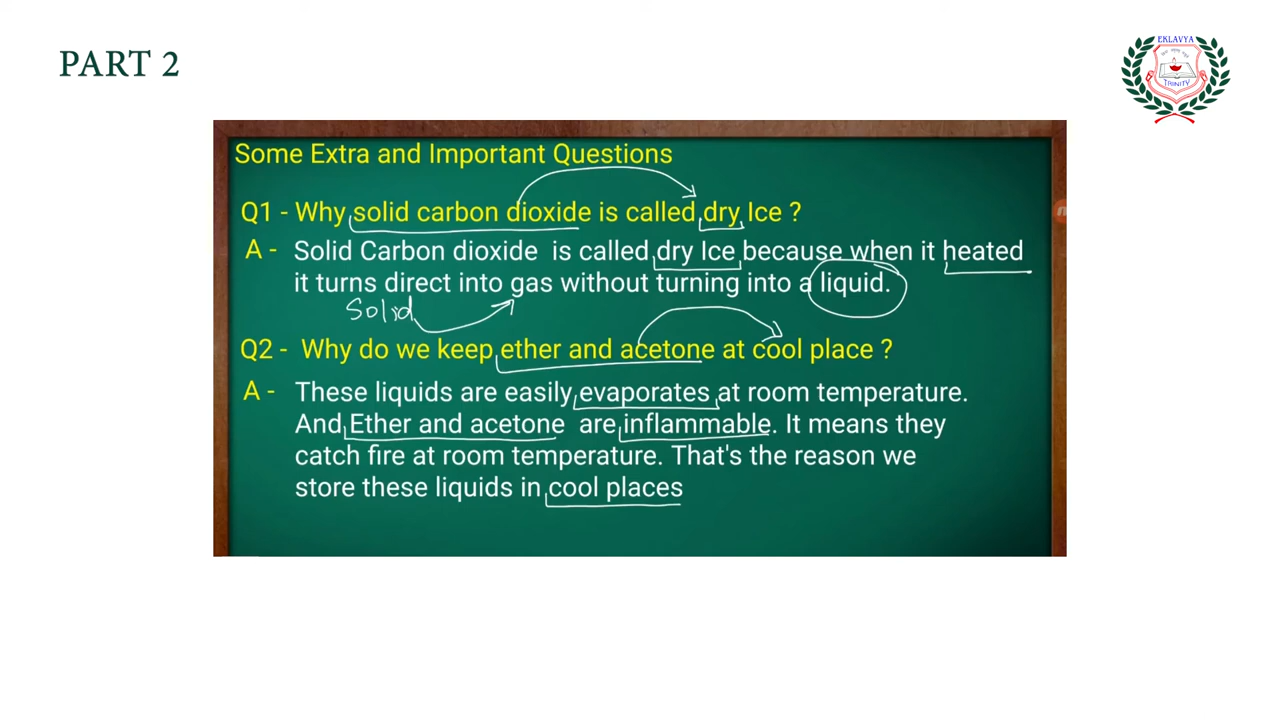 PART 2
EKLAVYA
TRINITY
Some Extra and Important Questions
Q1 - Why solid carbon dioxide is called dry Ice ?
A - Solid Carbon dioxide is called dry Ice because when it heated
it turns direct into gas without turning into a liquid.
Solid
Q2 - Why do we keep ether and acetone at cool place ?
A - These liquids are easily evaporates at room temperature.
And Ether and acetone are inflammable. It means they
catch fire at room temperature. That's the reason we
store these liquids in cool places